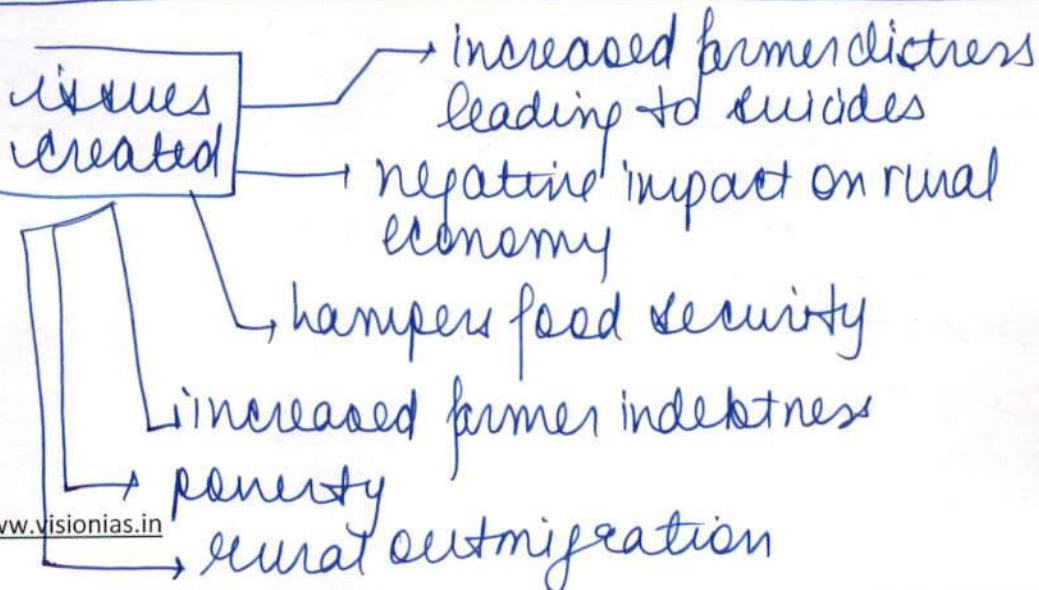 issues
created
increased farmer distress
leading to suicides
negative impact on rural
economy
hampers food security
increased farmer indebtness
poverty
www.visionias.in
rural outmigration